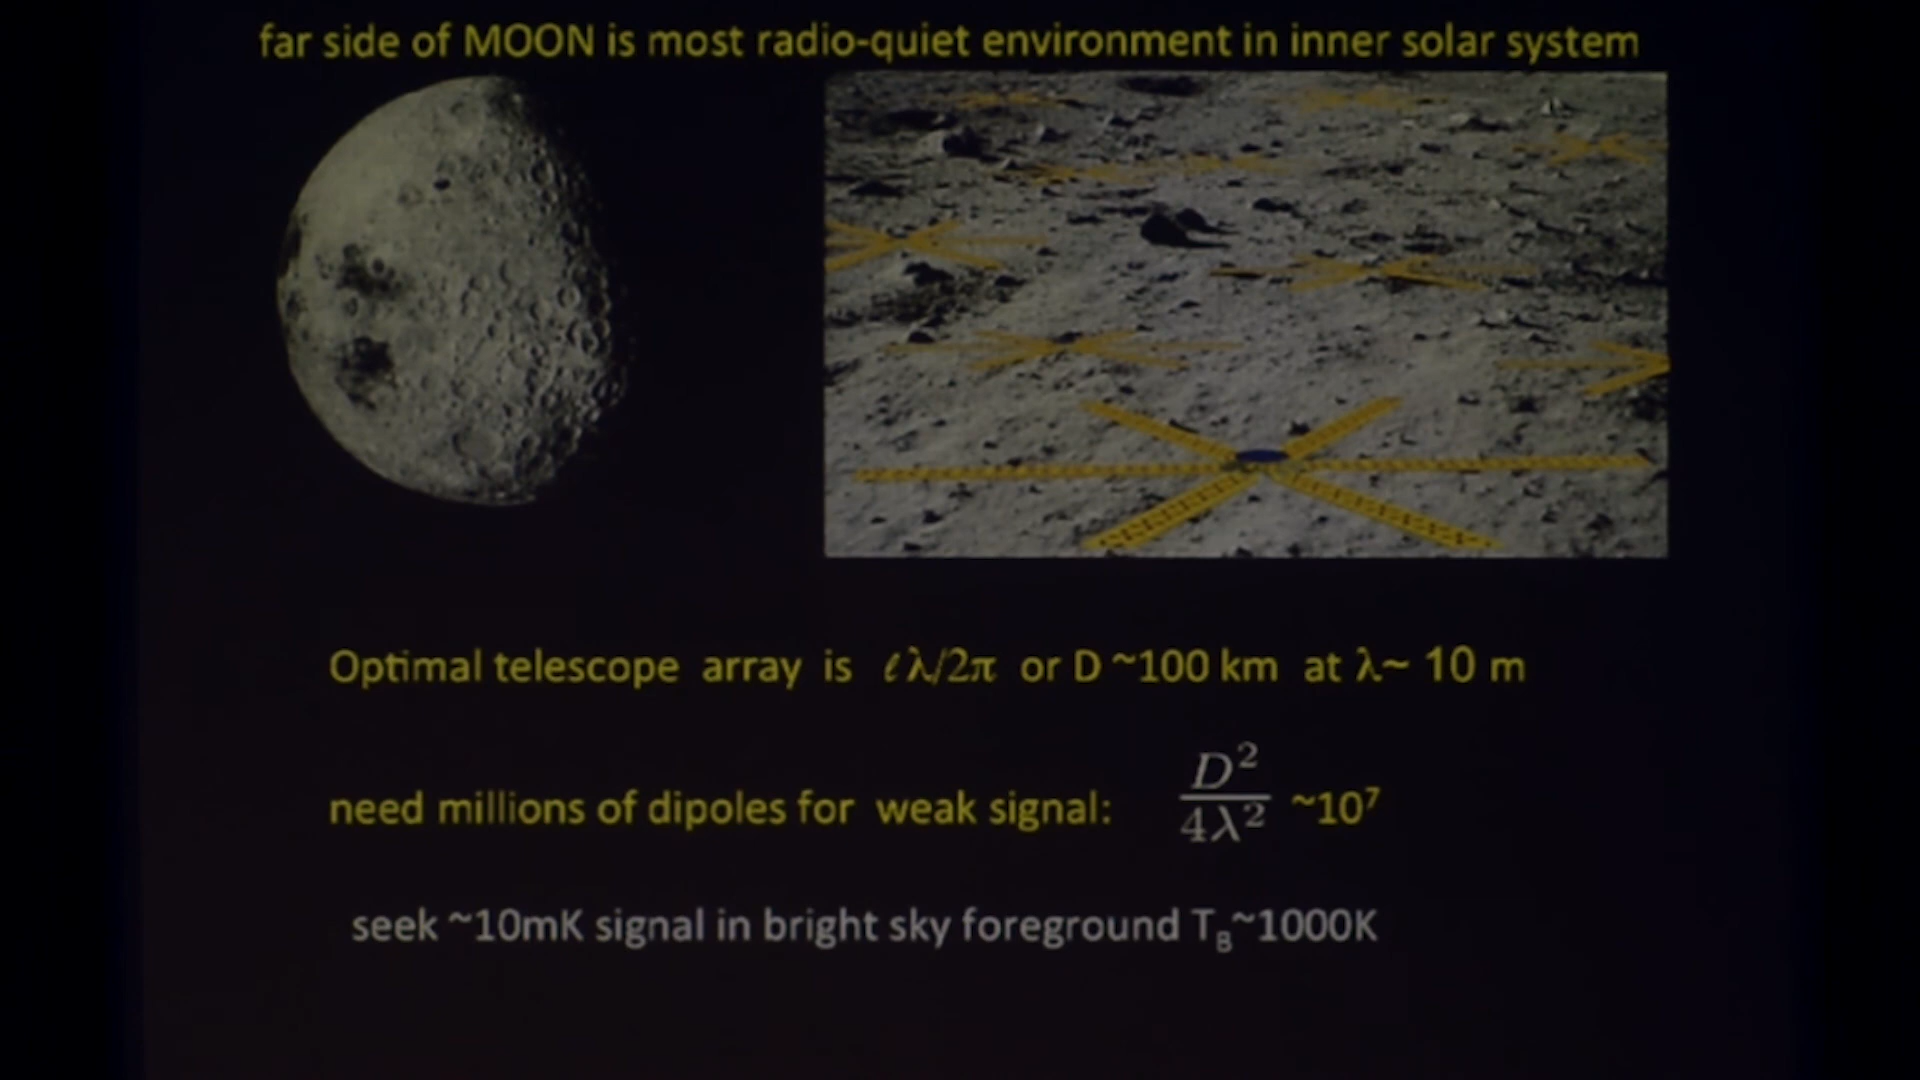 far side of MOON is most radio-quiet environment in inner solar system
Optimal telescope array is ℓλ/2π or D ~100 km at λ~ 10 m
need millions of dipoles for weak signal: D²/4λ² ~10⁷
seek ~10mK signal in bright sky foreground T_B~1000K